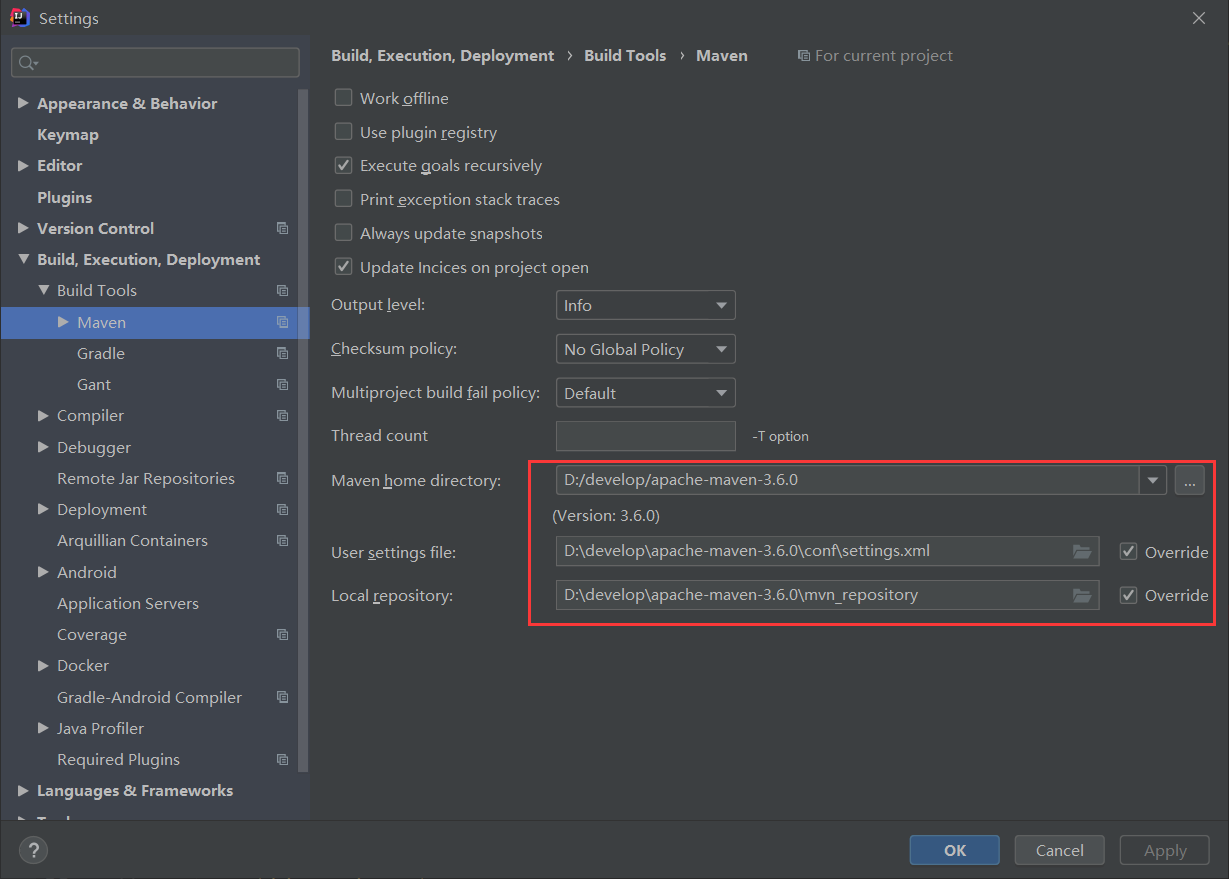 Settings
Appearance & Behavior
Keymap
Editor
Plugins
Version Control
Build, Execution, Deployment
Build Tools
Maven
Gradle
Gant
Compiler
Debugger
Remote Jar Repositories
Deployment
Arquillian Containers
Android
Application Servers
Coverage
Docker
Gradle-Android Compiler
Java Profiler
Required Plugins
Languages & Frameworks
Build, Execution, Deployment › Build Tools › Maven For current project
Work offline
Use plugin registry
Execute goals recursively
Print exception stack traces
Always update snapshots
Update Incices on project open
Output level: Info
Checksum policy: No Global Policy
Multiproject build fail policy: Default
Thread count -T option
Maven home directory: D:/develop/apache-maven-3.6.0 ...
(Version: 3.6.0)
User settings file: D:\develop\apache-maven-3.6.0\conf\settings.xml Override
Local repository: D:\develop\apache-maven-3.6.0\mvn_repository Override
? OK Cancel Apply